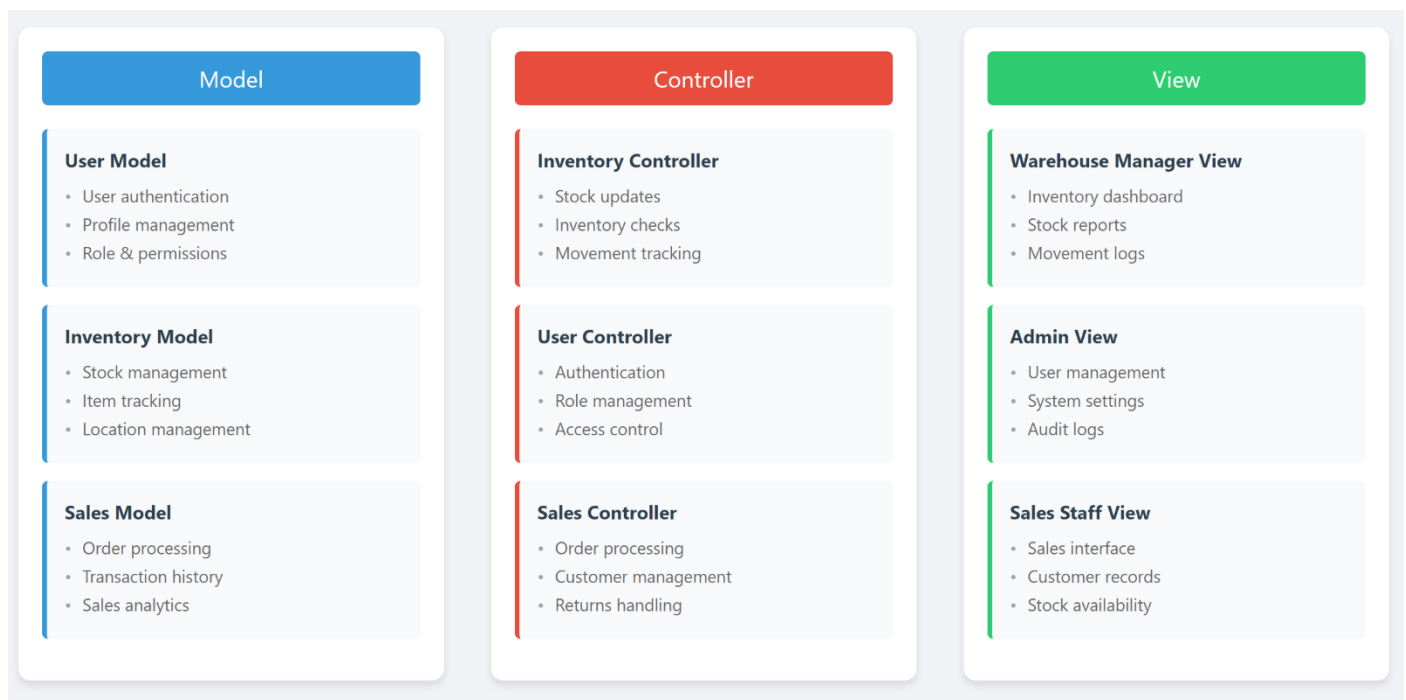 Model
User Model
• User authentication
• Profile management
• Role & permissions
Inventory Model
• Stock management
• Item tracking
• Location management
Sales Model
• Order processing
• Transaction history
• Sales analytics
Controller
Inventory Controller
• Stock updates
• Inventory checks
• Movement tracking
User Controller
• Authentication
• Role management
• Access control
Sales Controller
• Order processing
• Customer management
• Returns handling
View
Warehouse Manager View
• Inventory dashboard
• Stock reports
• Movement logs
Admin View
• User management
• System settings
• Audit logs
Sales Staff View
• Sales interface
• Customer records
• Stock availability